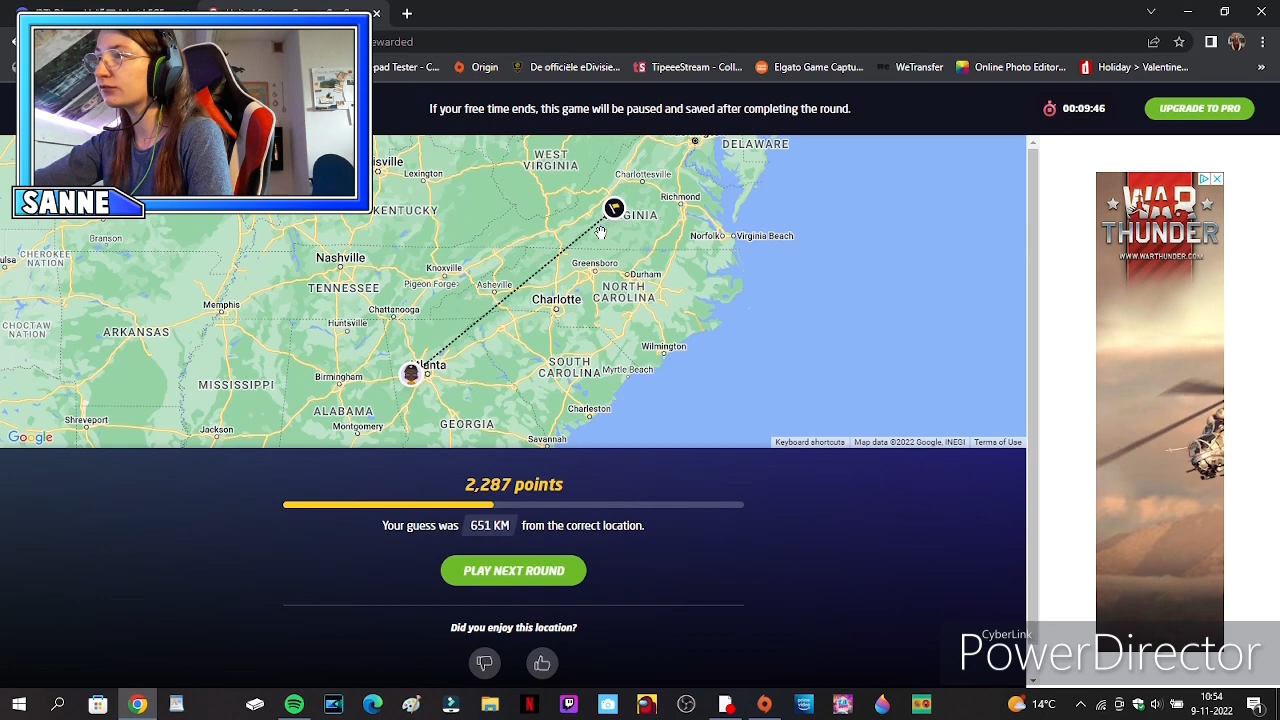 ewarded
pad Tester - C...
Origin
De officiële eDivisie...
TipeeeStream - Coll...
Elgato Game Captu...
WeTransfer
Online Photo Editor...
Holiday > Valentine...
»
If your free time ends, this game will be paused and saved after completing the round.
00:09:46
UPGRADE TO PRO
SANNE
DELAWARE
WEST
VIRGINIA
isville
Lexington
Charlottesville
Richmond
KENTUCKY
GINIA
Norfolk
Virginia Beach
Branson
CHEROKEE
NATION
ulsa
Nashville
Knoxville
Greensboro
Durham
TENNESSEE
Pigeon Forge
Asheville
NORTH
CAROLINA
Charlotte
Memphis
Chattanooga
CHOCTAW
NATION
ARKANSAS
Huntsville
Wilmington
lanta
SOUTH
CAROLINA
Myrtle Beach
Birmingham
MISSISSIPPI
ALABAMA
Charleston
Shreveport
Jackson
Montgomery
GEORGIA
Savannah
Google
Keyboard shortcuts
Map data ©2022 Google, INEGI
Terms of Use
WAR
THUNDER
WWW.WARTHUNDER.COM
2,287 points
Your guess was 651 KM from the correct location.
PLAY NEXT ROUND
Did you enjoy this location?
CyberLink
PowerDirector
14°C
10:54
9-11-2022